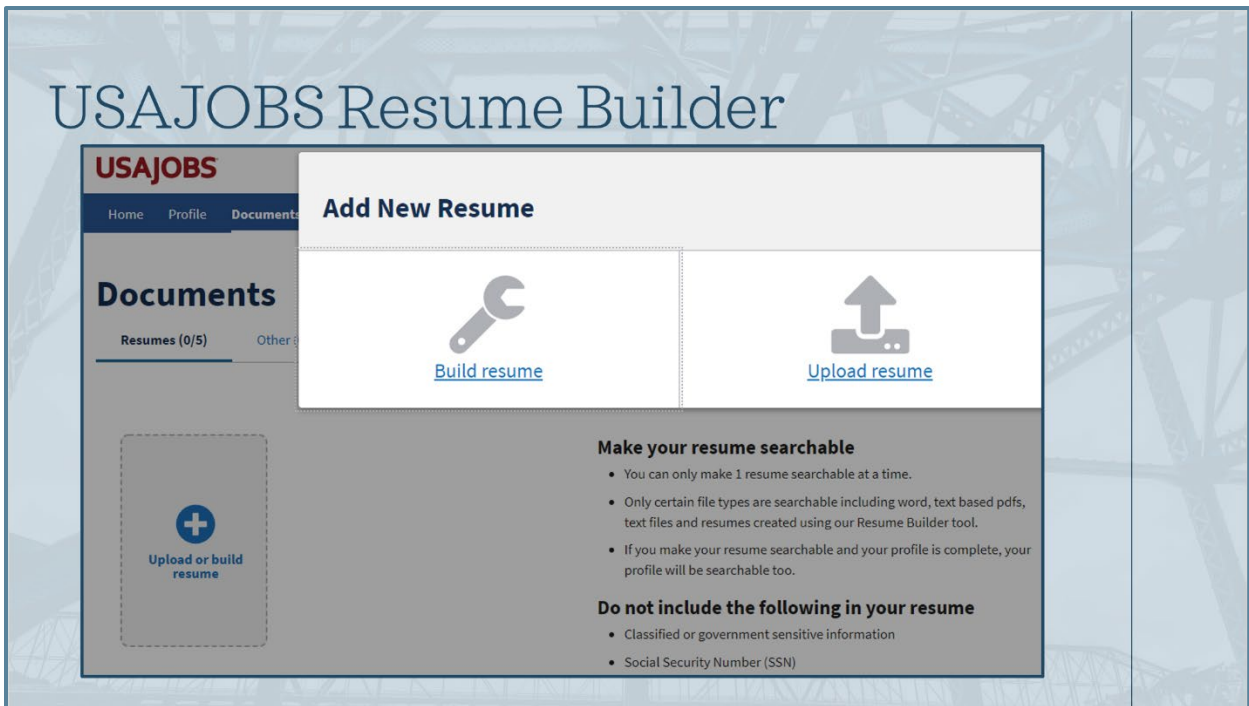 USAJOBS Resume Builder
USAJOBS
Home Profile Documents
Add New Resume
Documents
Resumes (0/5) Other
Build resume
Upload resume
Upload or build
resume
Make your resume searchable
• You can only make 1 resume searchable at a time.
• Only certain file types are searchable including word, text based pdfs,
text files and resumes created using our Resume Builder tool.
• If you make your resume searchable and your profile is complete, your
profile will be searchable too.
Do not include the following in your resume
• Classified or government sensitive information
• Social Security Number (SSN)